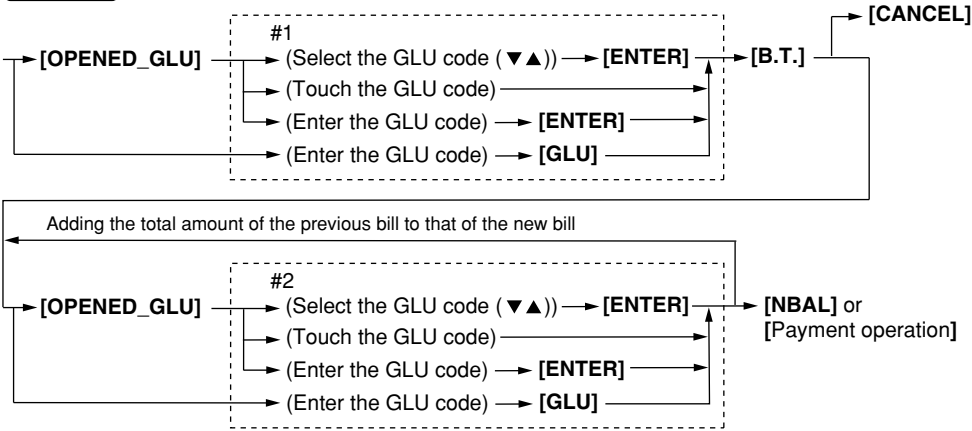 [CANCEL]
#1
[OPENED_GLU] (Select the GLU code (▼▲)) [ENTER] [B.T.]
(Touch the GLU code)
(Enter the GLU code) [ENTER]
(Enter the GLU code) [GLU]
Adding the total amount of the previous bill to that of the new bill
#2
[OPENED_GLU] (Select the GLU code (▼▲)) [ENTER] [NBAL] or
(Touch the GLU code) [Payment operation]
(Enter the GLU code) [ENTER]
(Enter the GLU code) [GLU]